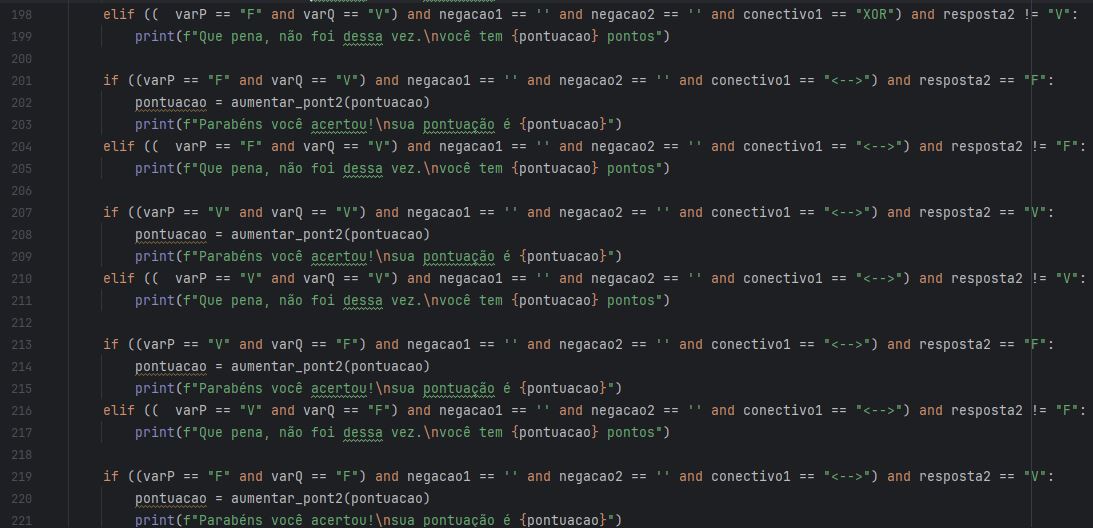 198 elif ((  varP == "F" and varQ == "V") and negacao1 == '' and negacao2 == '' and conectivo1 == "XOR") and resposta2 != "V":
199 print(f"Que pena, não foi dessa vez.\nvocê tem {pontuacao} pontos")
200
201 if ((varP == "F" and varQ == "V") and negacao1 == '' and negacao2 == '' and conectivo1 == "<-->") and resposta2 == "F":
202 pontuacao = aumentar_pont2(pontuacao)
203 print(f"Parabéns você acertou!\nsua pontuação é {pontuacao}")
204 elif ((  varP == "F" and varQ == "V") and negacao1 == '' and negacao2 == '' and conectivo1 == "<-->") and resposta2 != "F":
205 print(f"Que pena, não foi dessa vez.\nvocê tem {pontuacao} pontos")
206
207 if ((varP == "V" and varQ == "V") and negacao1 == '' and negacao2 == '' and conectivo1 == "<-->") and resposta2 == "V":
208 pontuacao = aumentar_pont2(pontuacao)
209 print(f"Parabéns você acertou!\nsua pontuação é {pontuacao}")
210 elif ((  varP == "V" and varQ == "V") and negacao1 == '' and negacao2 == '' and conectivo1 == "<-->") and resposta2 != "V":
211 print(f"Que pena, não foi dessa vez.\nvocê tem {pontuacao} pontos")
212
213 if ((varP == "V" and varQ == "F") and negacao1 == '' and negacao2 == '' and conectivo1 == "<-->") and resposta2 == "F":
214 pontuacao = aumentar_pont2(pontuacao)
215 print(f"Parabéns você acertou!\nsua pontuação é {pontuacao}")
216 elif ((  varP == "V" and varQ == "F") and negacao1 == '' and negacao2 == '' and conectivo1 == "<-->") and resposta2 != "F":
217 print(f"Que pena, não foi dessa vez.\nvocê tem {pontuacao} pontos")
218
219 if ((varP == "F" and varQ == "F") and negacao1 == '' and negacao2 == '' and conectivo1 == "<-->") and resposta2 == "V":
220 pontuacao = aumentar_pont2(pontuacao)
221 print(f"Parabéns você acertou!\nsua pontuação é {pontuacao}")